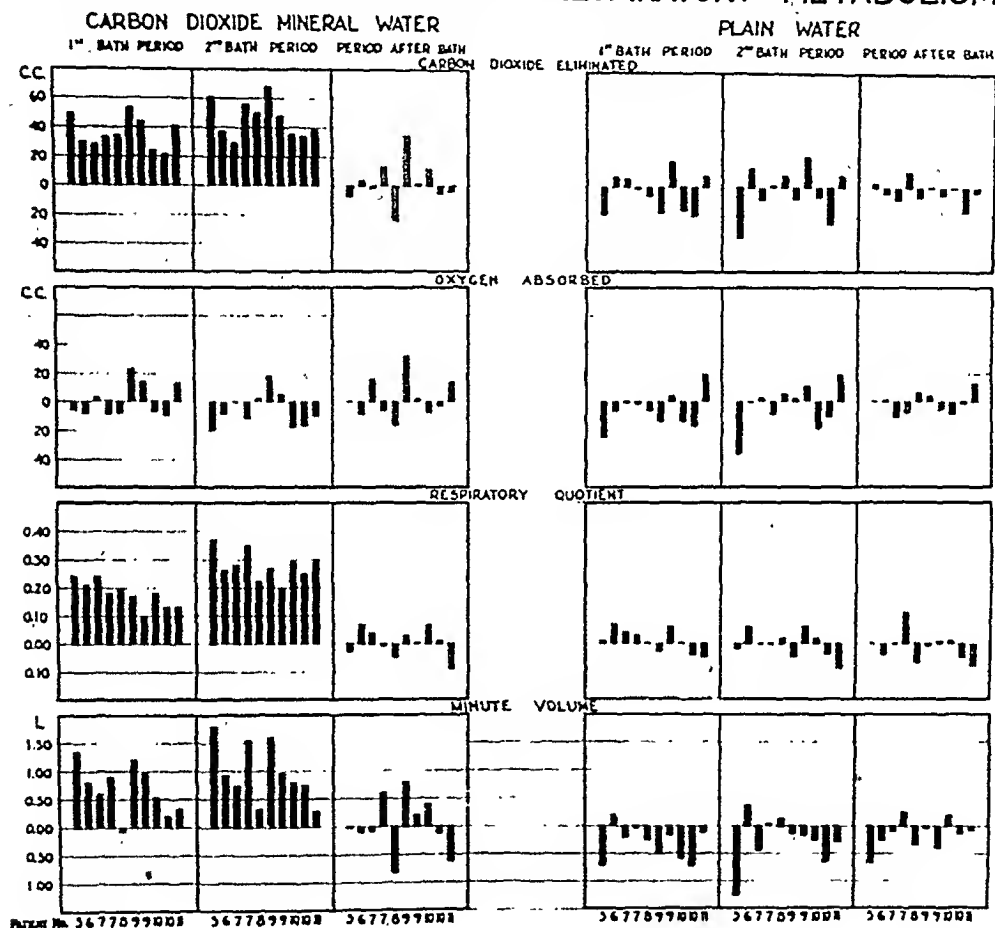 METABOLISM
CARBON DIOXIDE MINERAL WATER
PLAIN WATER
1ST BATH PERIOD 2ND BATH PERIOD PERIOD AFTER BATH
1ST BATH PERIOD 2ND BATH PERIOD PERIOD AFTER BATH
CARBON DIOXIDE ELIMINATED
C.C.
60
40
20
0
20
40
OXYGEN ABSORBED
C.C.
40
20
0
20
40
RESPIRATORY QUOTIENT
0.40
0.30
0.20
0.10
0.00
0.10
MINUTE VOLUME
L
1.50
1.00
0.50
0.00
0.50
1.00